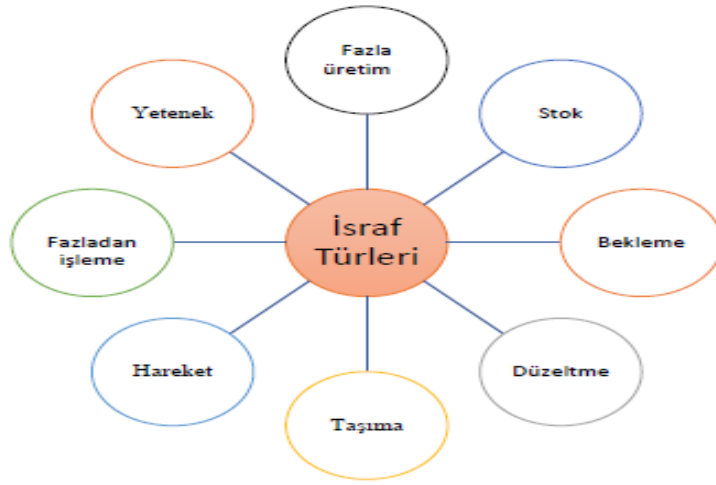 Fazla
üretim
Yetenek
Stok
İsraf
Türleri
Fazladan
işleme
Bekleme
Hareket
Düzeltme
Taşıma